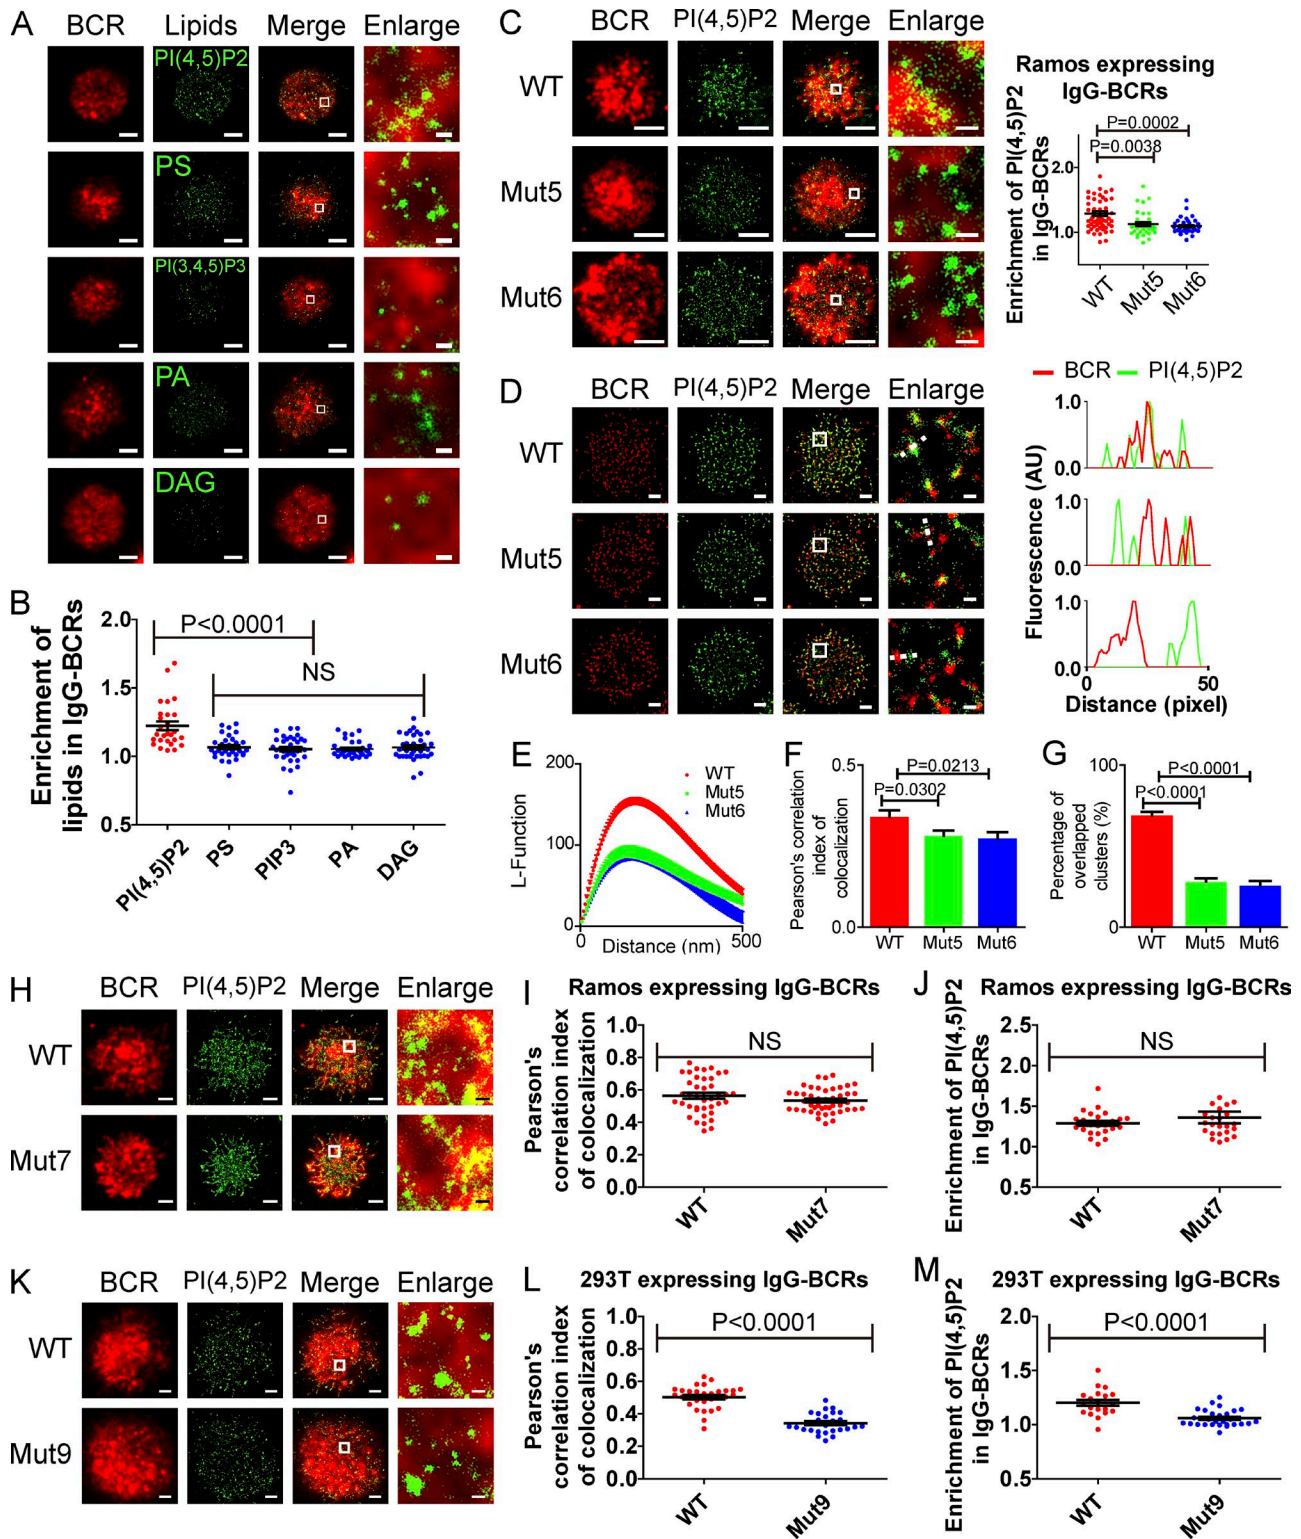 A
BCR Lipids Merge Enlarge
PI(4,5)P2
PS
PI(3,4,5)P3
PA
DAG
B
Enrichment of
lipids in IgG-BCRs
2.0
1.5
1.0
0.5
P<0.0001
NS
PI(4,5)P2 PS PIP3 PA DAG
C
BCR PI(4,5)P2 Merge Enlarge
WT
Mut5
Mut6
Ramos expressing
IgG-BCRs
P=0.0002
P=0.0038
Enrichment of PI(4,5)P2
in IgG-BCRs
2.0
1.0
WT Mut5 Mut6
D
BCR PI(4,5)P2 Merge Enlarge
WT
Mut5
Mut6
BCR PI(4,5)P2
Fluorescence (AU)
1.0
0.0
1.0
0.0
1.0
0.0
0 50
Distance (pixel)
E
L-Function
200
100
0
WT
Mut5
Mut6
0 500
Distance (nm)
F
Pearson's correlation
index of
colocalization
0.5
0.0
P=0.0213
P=0.0302
WT Mut5 Mut6
G
Percentage of
overlapped
clusters (%)
100
0
P<0.0001
P<0.0001
WT Mut5 Mut6
H
BCR PI(4,5)P2 Merge Enlarge
WT
Mut7
I
Ramos expressing IgG-BCRs
Pearson's
correlation index
of colocalization
1.0
0.8
0.6
0.4
0.2
0.0
NS
WT Mut7
J
Ramos expressing IgG-BCRs
Enrichment of PI(4,5)P2
in IgG-BCRs
2.5
2.0
1.5
1.0
0.5
NS
WT Mut7
K
BCR PI(4,5)P2 Merge Enlarge
WT
Mut9
L
293T expressing IgG-BCRs
Pearson's
correlation index
of colocalization
1.0
0.8
0.6
0.4
0.2
0.0
P<0.0001
WT Mut9
M
293T expressing IgG-BCRs
Enrichment of PI(4,5)P2
in IgG-BCRs
2.0
1.5
1.0
0.5
P<0.0001
WT Mut9